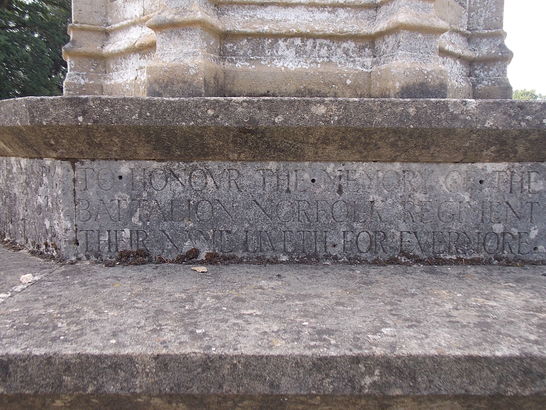 TO · HONOVR THE · MEMORY OF · THE
BATTALION NORFOLK REGIMENT
THEIR NAME LIVETH · FOR EVERMORE ·